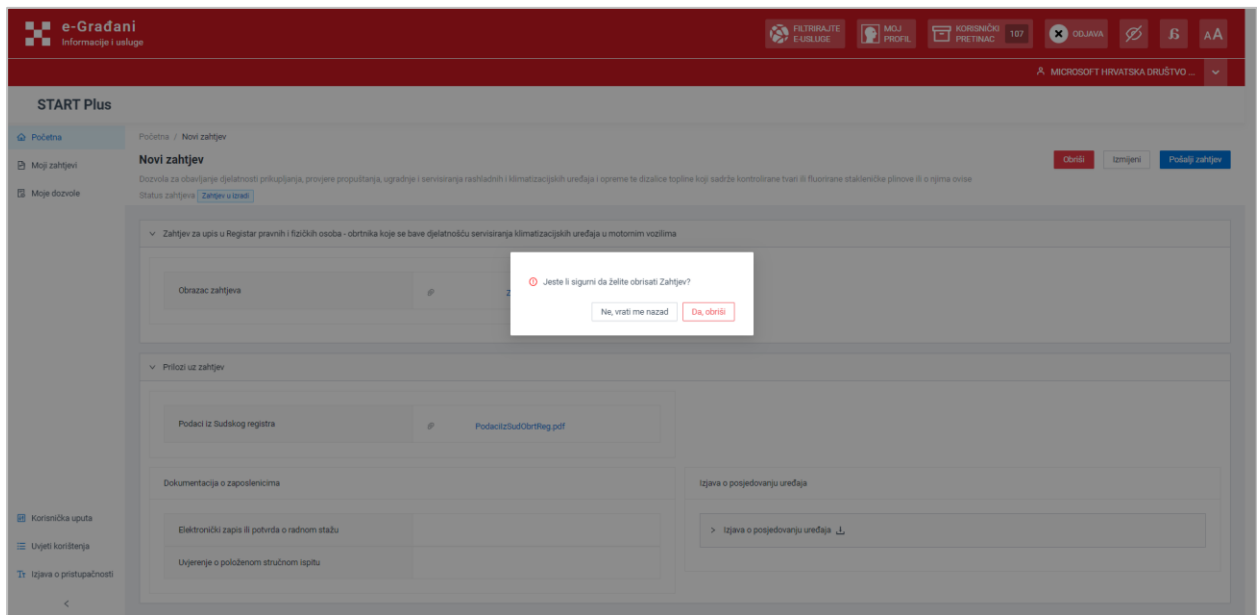 e-Građani
Informacije i usluge
FILTRIRAJTE
E-USLUGE
MOJ
PROFIL
KORISNIČKI
PRETINAC
107
ODJAVA
AA
MICROSOFT HRVATSKA DRUŠTVO ...
START Plus
Početna
Moji zahtjevi
Moje dozvole
Početna / Novi zahtjev
Novi zahtjev
Obriši
Izmijeni
Pošalji zahtjev
Dozvola za obavljanje djelatnosti prikupljanja, provjere propuštanja, ugradnje i servisiranja rashladnih i klimatizacijskih uređaja i opreme te dizalice topline koji sadrže kontrolirane tvari ili fluorirane stakleničke plinove ili o njima ovise
Status zahtjeva Zahtjev u izradi
Zahtjev za upis u Registar pravnih i fizičkih osoba - obrtnika koje se bave djelatnošću servisiranja klimatizacijskih uređaja u motornim vozilima
Obrazac zahtjeva
Jeste li sigurni da želite obrisati Zahtjev?
Ne, vrati me nazad
Da, obriši
Prilozi uz zahtjev
Podaci iz Sudskog registra
PodaciIzSudObrtReg.pdf
Dokumentacija o zaposlenicima
Izjava o posjedovanju uređaja
Elektronički zapis ili potvrda o radnom stažu
Izjava o posjedovanju uređaja
Uvjerenje o položenom stručnom ispitu
Korisnička uputa
Uvjeti korištenja
Izjava o pristupačnosti